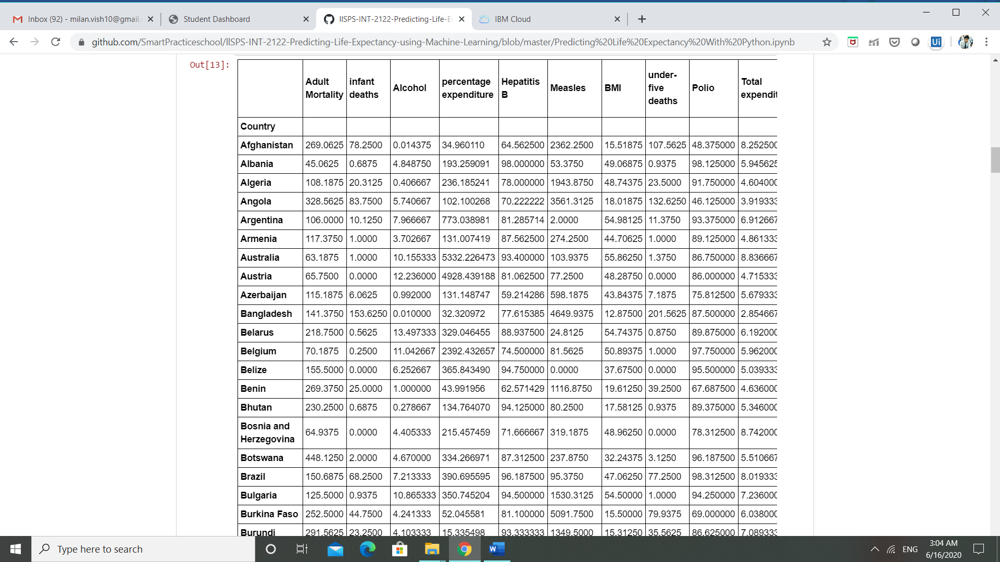 Inbox (92) - milan.vish10@gmail.
Student Dashboard
llSPS-INT-2122-Predicting-Life-E
IBM Cloud
github.com/SmartPracticeschool/llSPS-INT-2122-Predicting-Life-Expectancy-using-Machine-Learning/blob/master/Predicting%20Life%20Expectancy%20With%20Python.ipynb
Ui
Out[13]:
Adult Mortality infant deaths Alcohol percentage expenditure Hepatitis B Measles BMI under-five deaths Polio Total expendit
Country
Afghanistan 269.0625 78.2500 0.014375 34.960110 64.562500 2362.2500 15.51875 107.5625 48.375000 8.252500
Albania 45.0625 0.6875 4.848750 193.259091 98.000000 53.3750 49.06875 0.9375 98.125000 5.945625
Algeria 108.1875 20.3125 0.406667 236.185241 78.000000 1943.8750 48.74375 23.5000 91.750000 4.604000
Angola 328.5625 83.7500 5.740667 102.100268 70.222222 3561.3125 18.01875 132.6250 46.125000 3.919333
Argentina 106.0000 10.1250 7.966667 773.038981 81.285714 2.0000 54.98125 11.3750 93.375000 6.912667
Armenia 117.3750 1.0000 3.702667 131.007419 87.562500 274.2500 44.70625 1.0000 89.125000 4.861333
Australia 63.1875 1.0000 10.155333 5332.226473 93.400000 103.9375 55.86250 1.3750 86.750000 8.836667
Austria 65.7500 0.0000 12.236000 4928.439188 81.062500 77.2500 48.28750 0.0000 86.000000 4.715333
Azerbaijan 115.1875 6.0625 0.992000 131.148747 59.214286 598.1875 43.84375 7.1875 75.812500 5.679333
Bangladesh 141.3750 153.6250 0.010000 32.320972 77.615385 4649.9375 12.87500 201.5625 87.500000 2.854667
Belarus 218.7500 0.5625 13.497333 329.046455 88.937500 24.8125 54.74375 0.8750 89.875000 6.192000
Belgium 70.1875 0.2500 11.042667 2392.432657 74.500000 81.5625 50.89375 1.0000 97.750000 5.962000
Belize 155.5000 0.0000 6.252667 365.843490 94.750000 0.0000 37.67500 0.0000 95.500000 5.039333
Benin 269.3750 25.0000 1.000000 43.991956 62.571429 1116.8750 19.61250 39.2500 67.687500 4.636000
Bhutan 230.2500 0.6875 0.278667 134.764070 94.125000 80.2500 17.58125 0.9375 89.375000 5.346000
Bosnia and Herzegovina 64.9375 0.0000 4.405333 215.457459 71.666667 319.1875 48.96250 0.0000 78.312500 8.742000
Botswana 448.1250 2.0000 4.670000 334.266971 87.312500 237.8750 32.24375 3.1250 96.187500 5.510667
Brazil 150.6875 68.2500 7.213333 390.695595 96.187500 95.3750 47.06250 77.2500 98.312500 8.019333
Bulgaria 125.5000 0.9375 10.865333 350.745204 94.500000 1530.3125 54.50000 1.0000 94.250000 7.236000
Burkina Faso 252.5000 44.7500 4.241333 52.045581 81.100000 5091.7500 15.50000 79.9375 69.000000 6.038000
Burundi 291.5625 23.2500 4.103333 15.335498 93.333333 1349.5000 15.31250 35.5625 86.625000 7.089333
Type here to search
ENG
3:04 AM
6/16/2020